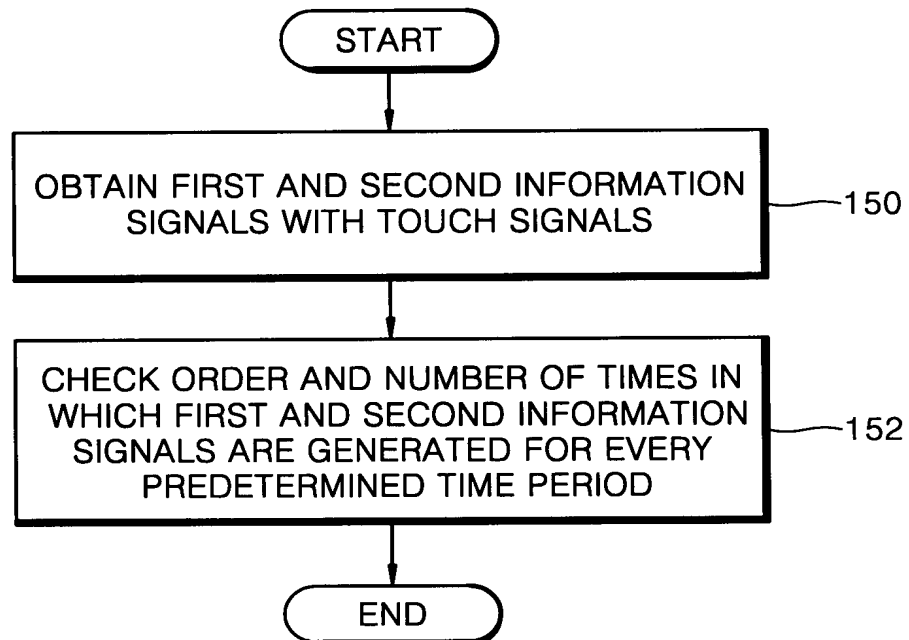 START
OBTAIN FIRST AND SECOND INFORMATION
SIGNALS WITH TOUCH SIGNALS
150
CHECK ORDER AND NUMBER OF TIMES IN
WHICH FIRST AND SECOND INFORMATION
SIGNALS ARE GENERATED FOR EVERY
PREDETERMINED TIME PERIOD
152
END